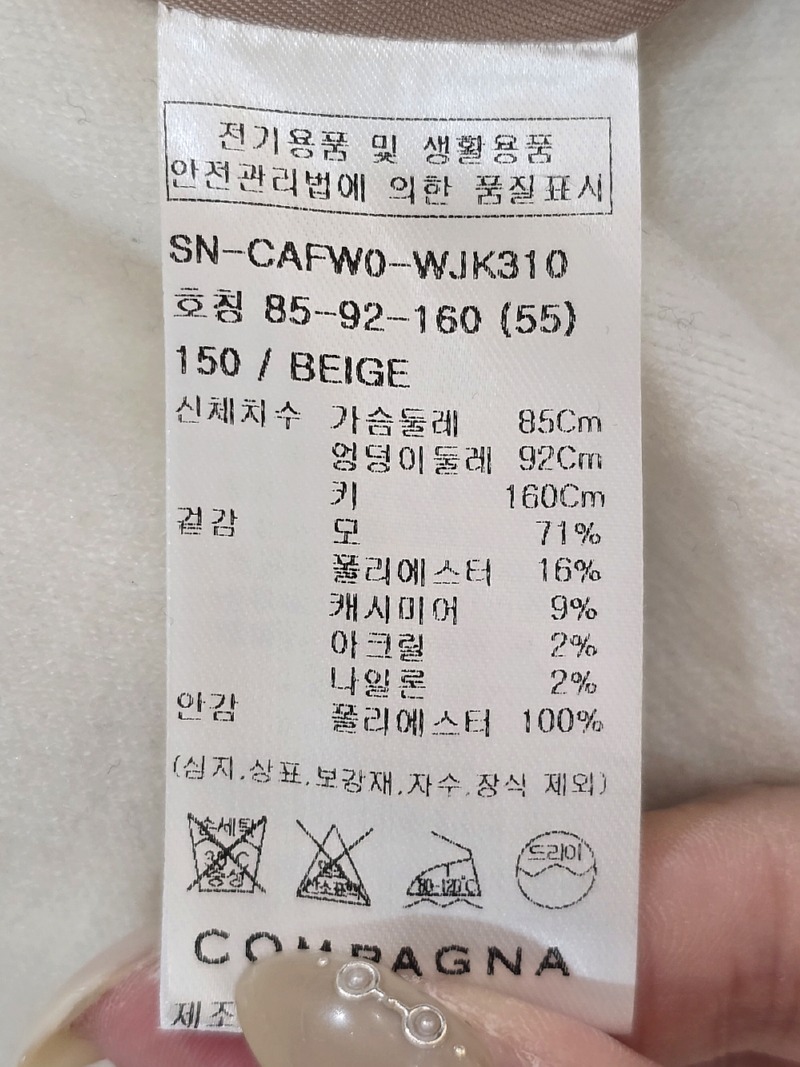 전기용품 및 생활용품
안전관리법에 의한 품질표시
SN-CAFW0-WJK310
호칭 85-92-160 (55)
150 / BEIGE
신체치수 가슴둘레 85Cm
엉덩이둘레 92Cm
키 160Cm
겉감 모 71%
폴리에스터 16%
캐시미어 9%
아크릴 2%
나일론 2%
안감 폴리에스터 100%
(심지,상표,보강재,자수,장식 제외)
손세탁
30°C
중성
염소
산소표백
80-120°C
드라이
COMPAGNA
제조